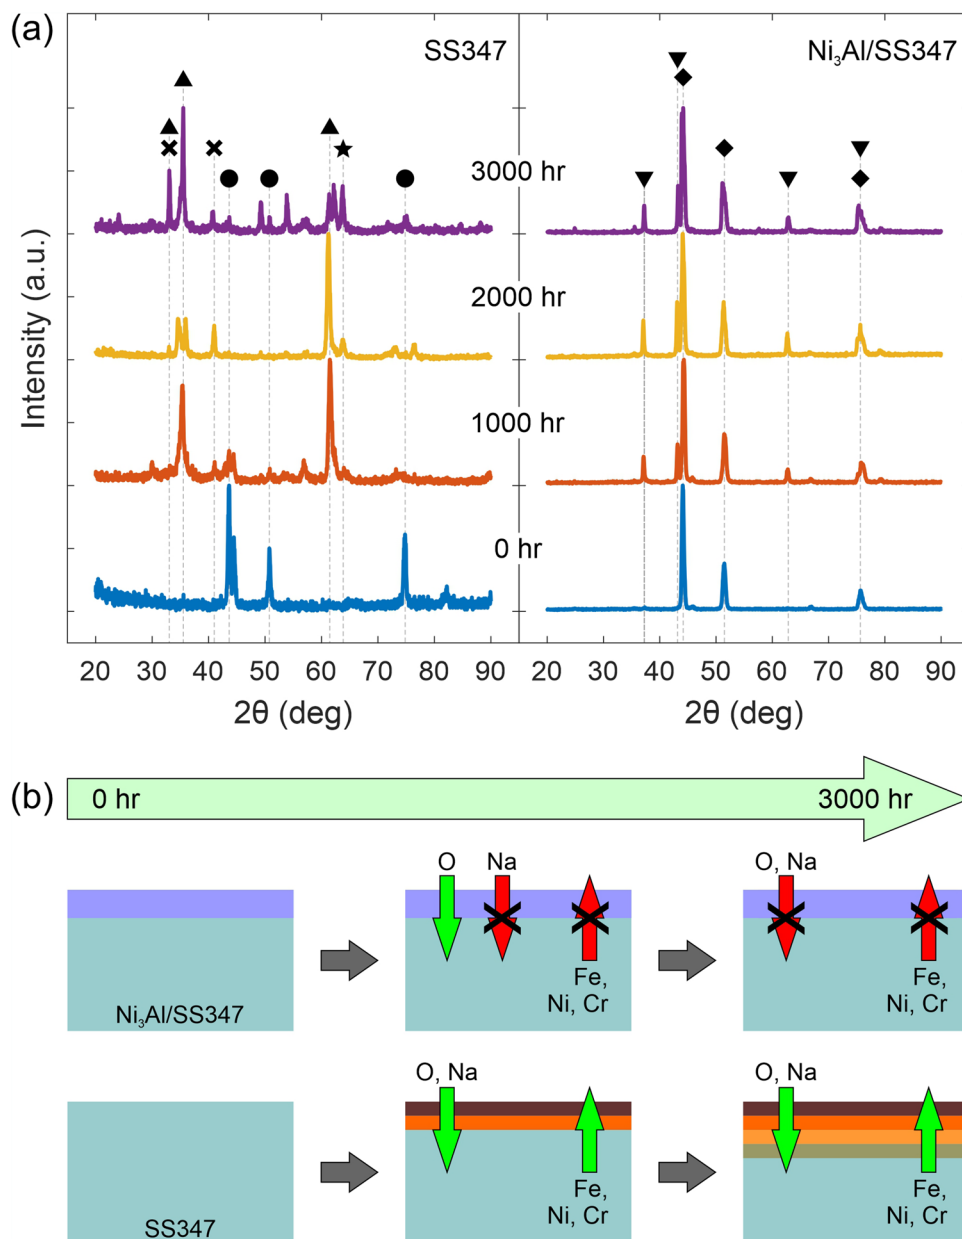 (a)
SS347
Ni₃Al/SS347
3000 hr
2000 hr
1000 hr
0 hr
Intensity (a.u.)
20 30 40 50 60 70 80 90
20 30 40 50 60 70 80 90
2θ (deg)
2θ (deg)
(b)
0 hr
3000 hr
O
Na
O, Na
Ni₃Al/SS347
Fe,
Ni, Cr
Fe,
Ni, Cr
O, Na
O, Na
SS347
Fe,
Ni, Cr
Fe,
Ni, Cr